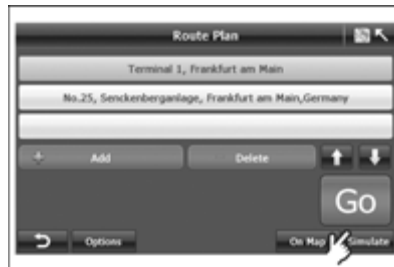 Route Plan
Terminal 1, Frankfurt am Main
No.25, Senckenberganlage, Frankfurt am Main,Germany
+ Add Delete
Go
Options On Map Simulate